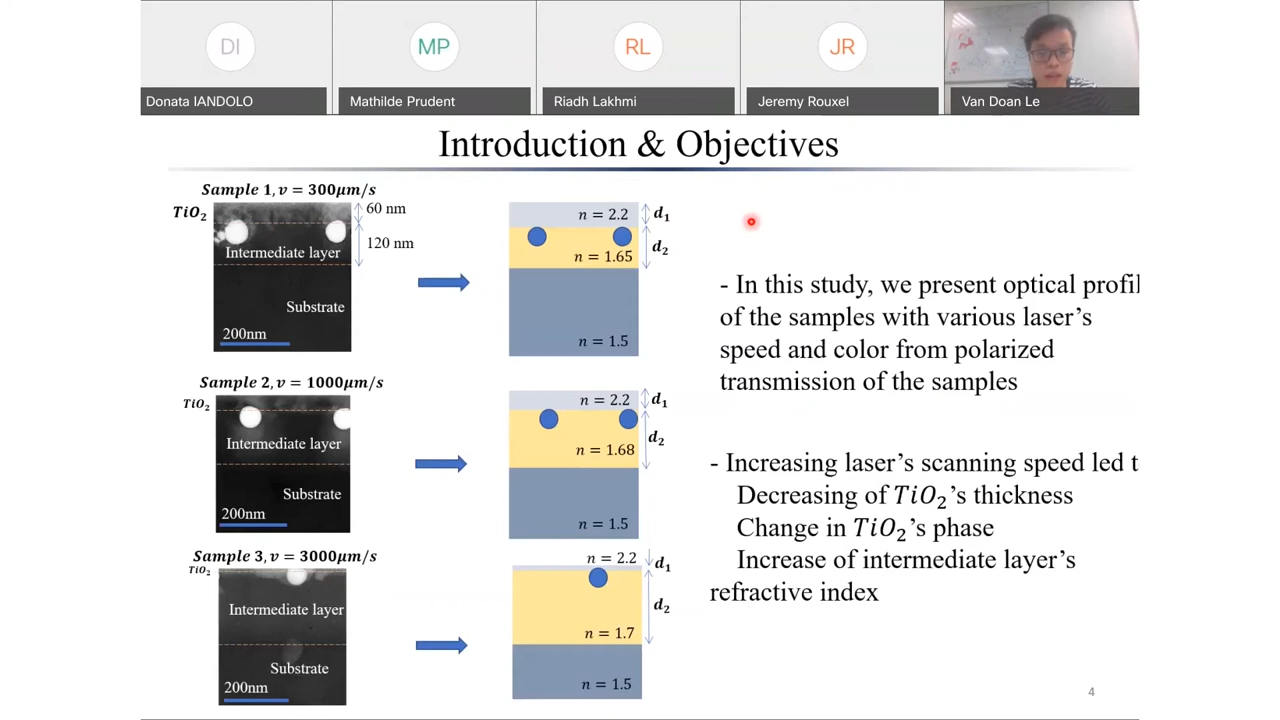 DI
MP
RL
JR
Donata IANDOLO
Mathilde Prudent
Riadh Lakhmi
Jeremy Rouxel
Van Doan Le
Introduction & Objectives
Sample 1, v = 300μm/s
TiO₂
60 nm
120 nm
Intermediate layer
Substrate
200nm
n = 2.2
d₁
n = 1.65
d₂
n = 1.5
Sample 2, v = 1000μm/s
TiO₂
Intermediate layer
Substrate
200nm
n = 2.2
d₁
n = 1.68
d₂
n = 1.5
Sample 3, v = 3000μm/s
TiO₂
Intermediate layer
Substrate
200nm
n = 2.2
d₁
d₂
n = 1.7
n = 1.5
- In this study, we present optical profil
of the samples with various laser’s
speed and color from polarized
transmission of the samples
- Increasing laser’s scanning speed led t
Decreasing of TiO₂’s thickness
Change in TiO₂’s phase
Increase of intermediate layer’s
refractive index
4